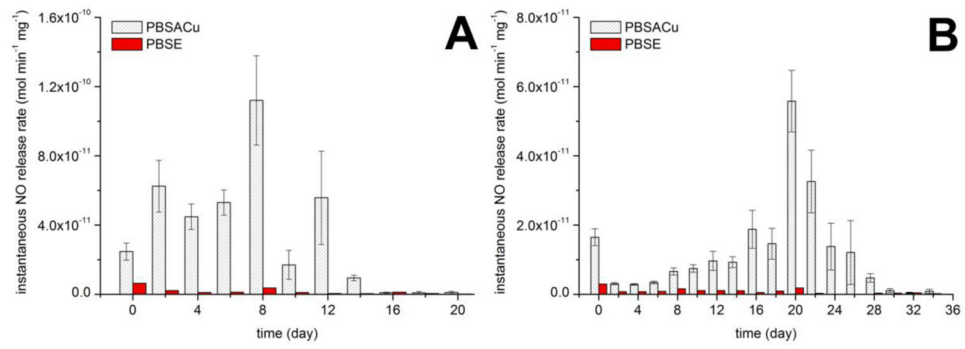 A
PBSACu
PBSE
instantaneous NO release rate (mol min⁻¹ mg⁻¹)
1.6x10⁻¹⁰
1.2x10⁻¹⁰
8.0x10⁻¹¹
4.0x10⁻¹¹
0.0
0 4 8 12 16 20
time (day)
B
PBSACu
PBSE
instantaneous NO release rate (mol min⁻¹ mg⁻¹)
8.0x10⁻¹¹
6.0x10⁻¹¹
4.0x10⁻¹¹
2.0x10⁻¹¹
0.0
0 4 8 12 16 20 24 28 32 36
time (day)